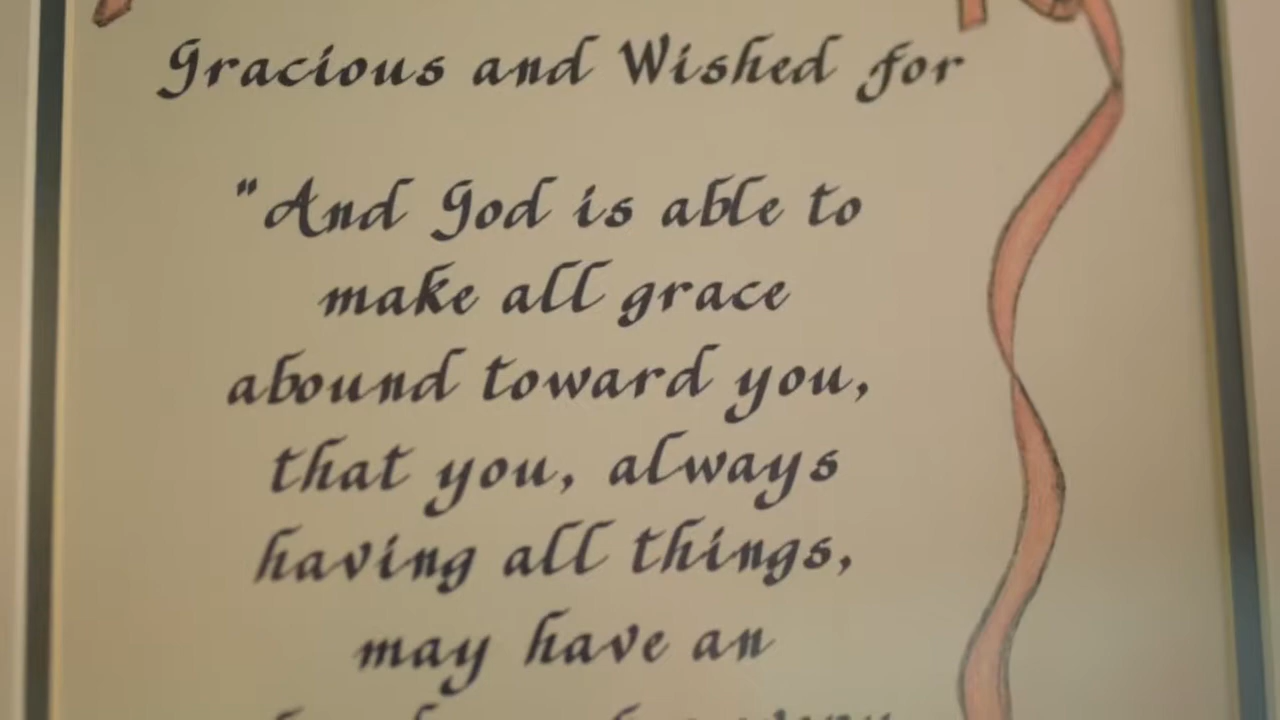 Gracious and Wished for
"And God is able to
make all grace
abound toward you,
that you, always
having all things,
may have an